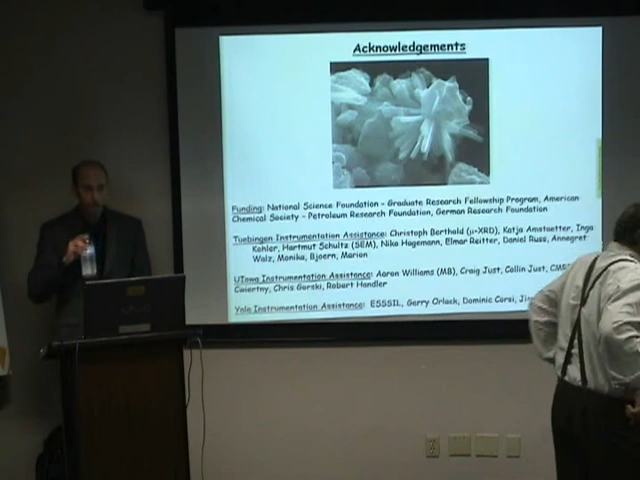 Acknowledgements
Funding: National Science Foundation - Graduate Research Fellowship Program, American
Chemical Society - Petroleum Research Foundation, German Research Foundation
Tuebingen Instrumentation Assistance: Christoph Berthold (µ-XRD), Katja Amstaetter, Inga
Kohler, Hartmut Schultz (SEM), Nika Hagemann, Elmar Reitter, Daniel Russ, Annegret
Walz, Monika, Bjoern, Marion
UIowa Instrumentation Assistance: Aaron Williams (MB), Craig Just, Collin Just,
Cwiertny, Chris Gorski, Robert Handler
Yale Instrumentation Assistance: ESSSIL, Gerry Olack, Dominic Corsi,